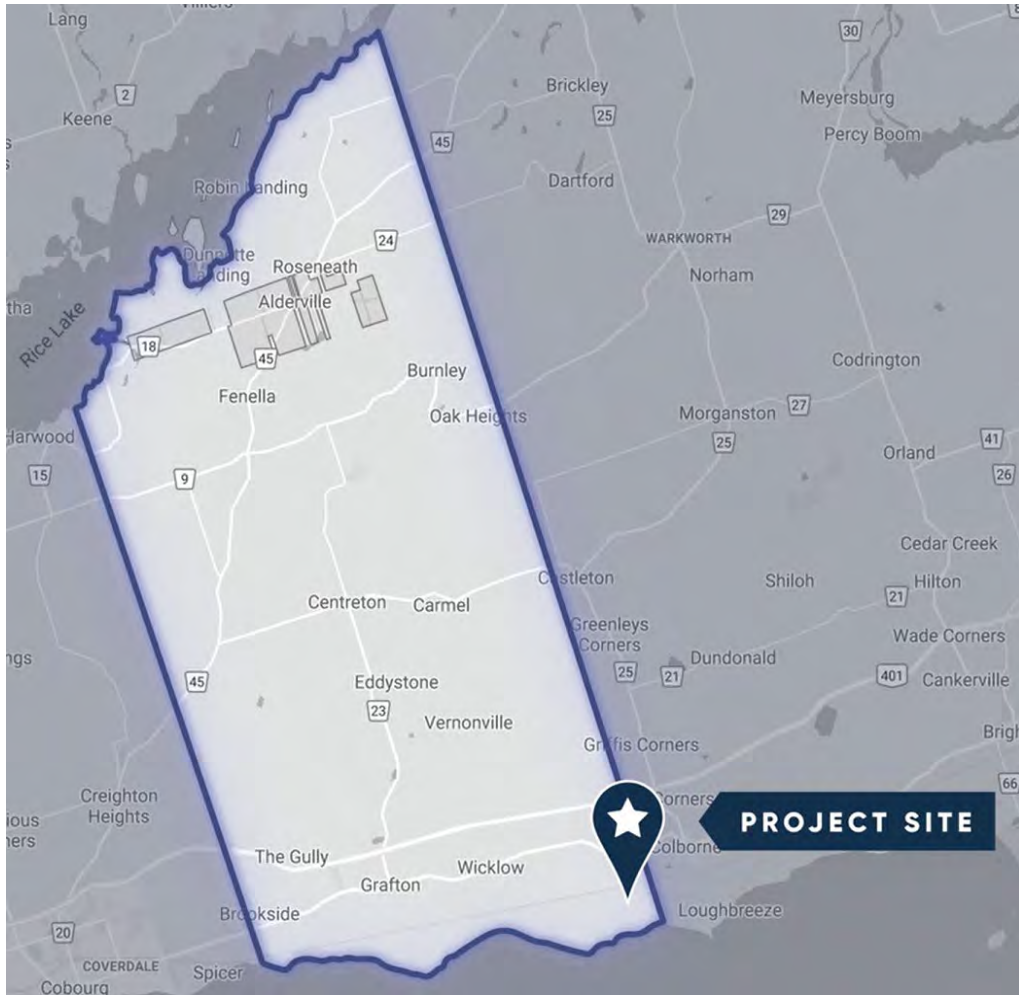 Lang
30
2
Brickley
25
Meyersburg
Keene
45
Percy Boom
Dartford
Robin Landing
29
24
WARKWORTH
Dunnette
Landing
Roseneath
Norham
Alderville
Rice Lake
18
45
Codrington
Burnley
Fenella
27
Oak Heights
Morganston
Harwood
25
41
Orland
15
9
26
Cedar Creek
Castleton
Shiloh
Hilton
21
Centreton
Carmel
Greenleys
Corners
Wade Corners
Dundonald
25
21
401
Cankerville
45
Eddystone
23
Vernonville
Griffis Corners
66
Creighton
Heights
Corners
PROJECT SITE
Colborne
The Gully
Wicklow
Grafton
Brookside
Loughbreeze
20
COVERDALE
Spicer
Cobourg